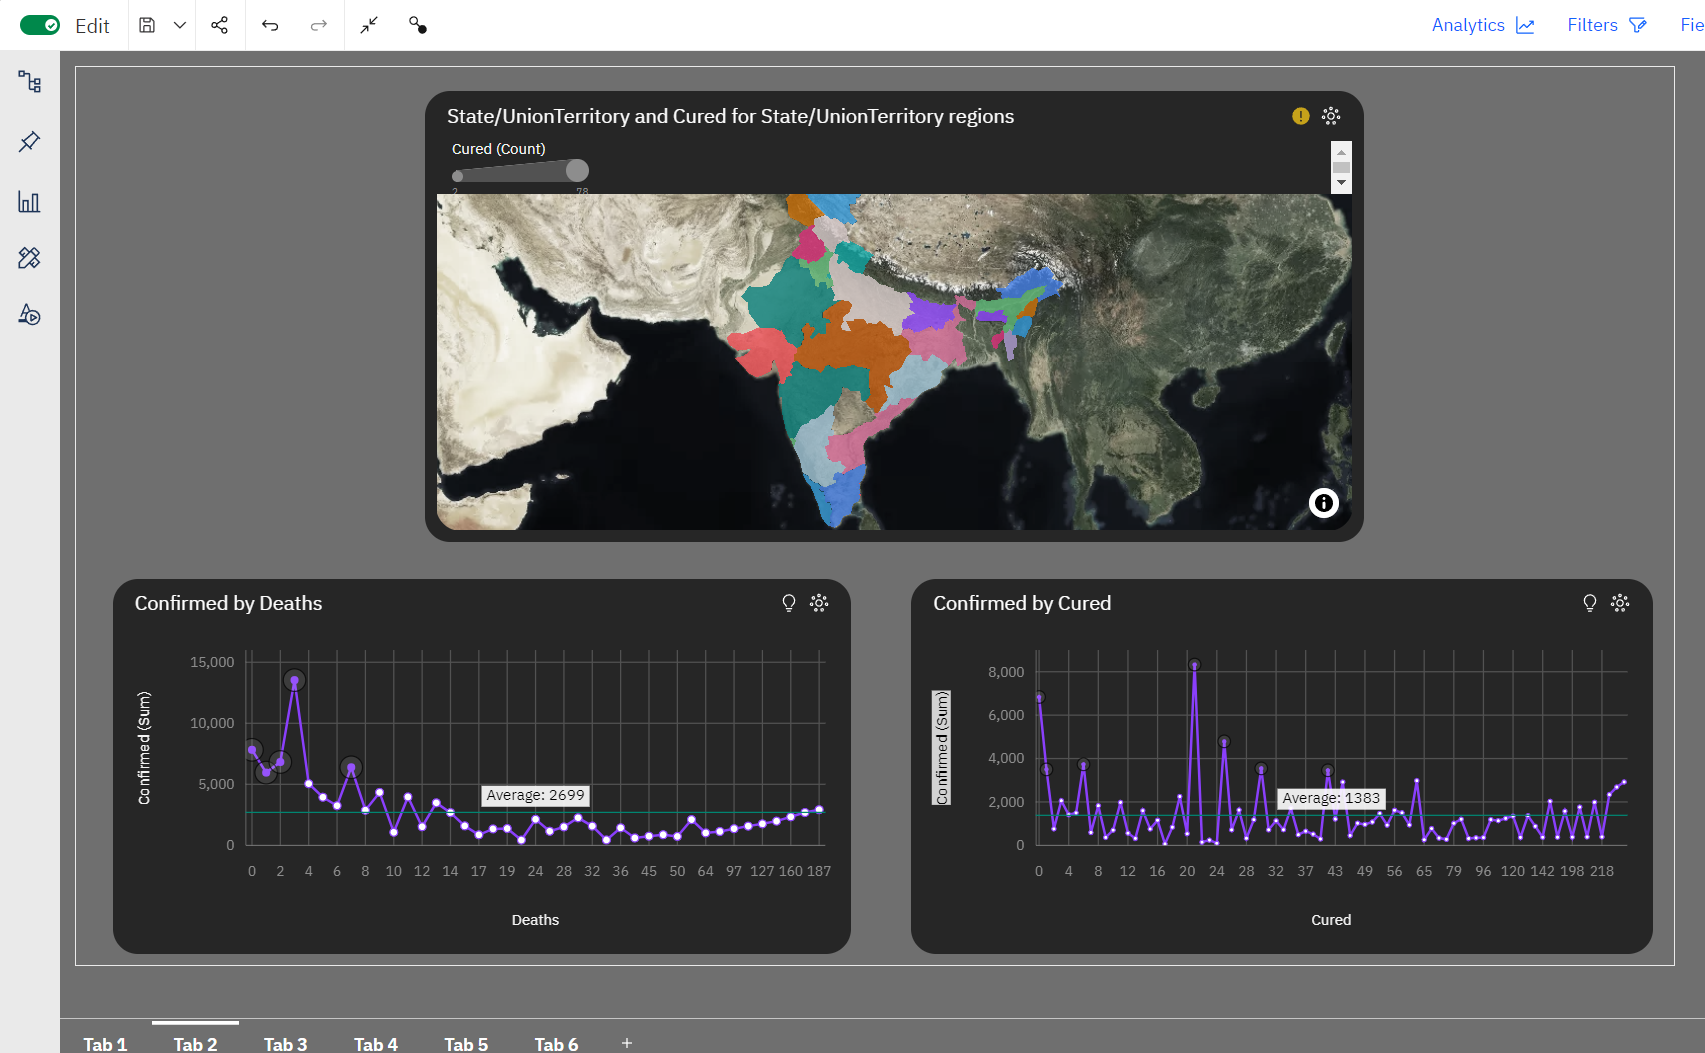 Edit
Analytics
Filters
Fie
State/UnionTerritory and Cured for State/UnionTerritory regions
Cured (Count)
2 78
Confirmed by Deaths
Confirmed (Sum)
15,000
10,000
5,000
0
Average: 2699
0 2 4 6 8 10 12 14 17 19 24 28 32 36 45 50 64 97 127 160 187
Deaths
Confirmed by Cured
Confirmed (Sum)
8,000
6,000
4,000
2,000
0
Average: 1383
0 4 8 12 16 20 24 28 32 37 43 49 56 65 79 96 120 142 198 218
Cured
Tab 1 Tab 2 Tab 3 Tab 4 Tab 5 Tab 6 +